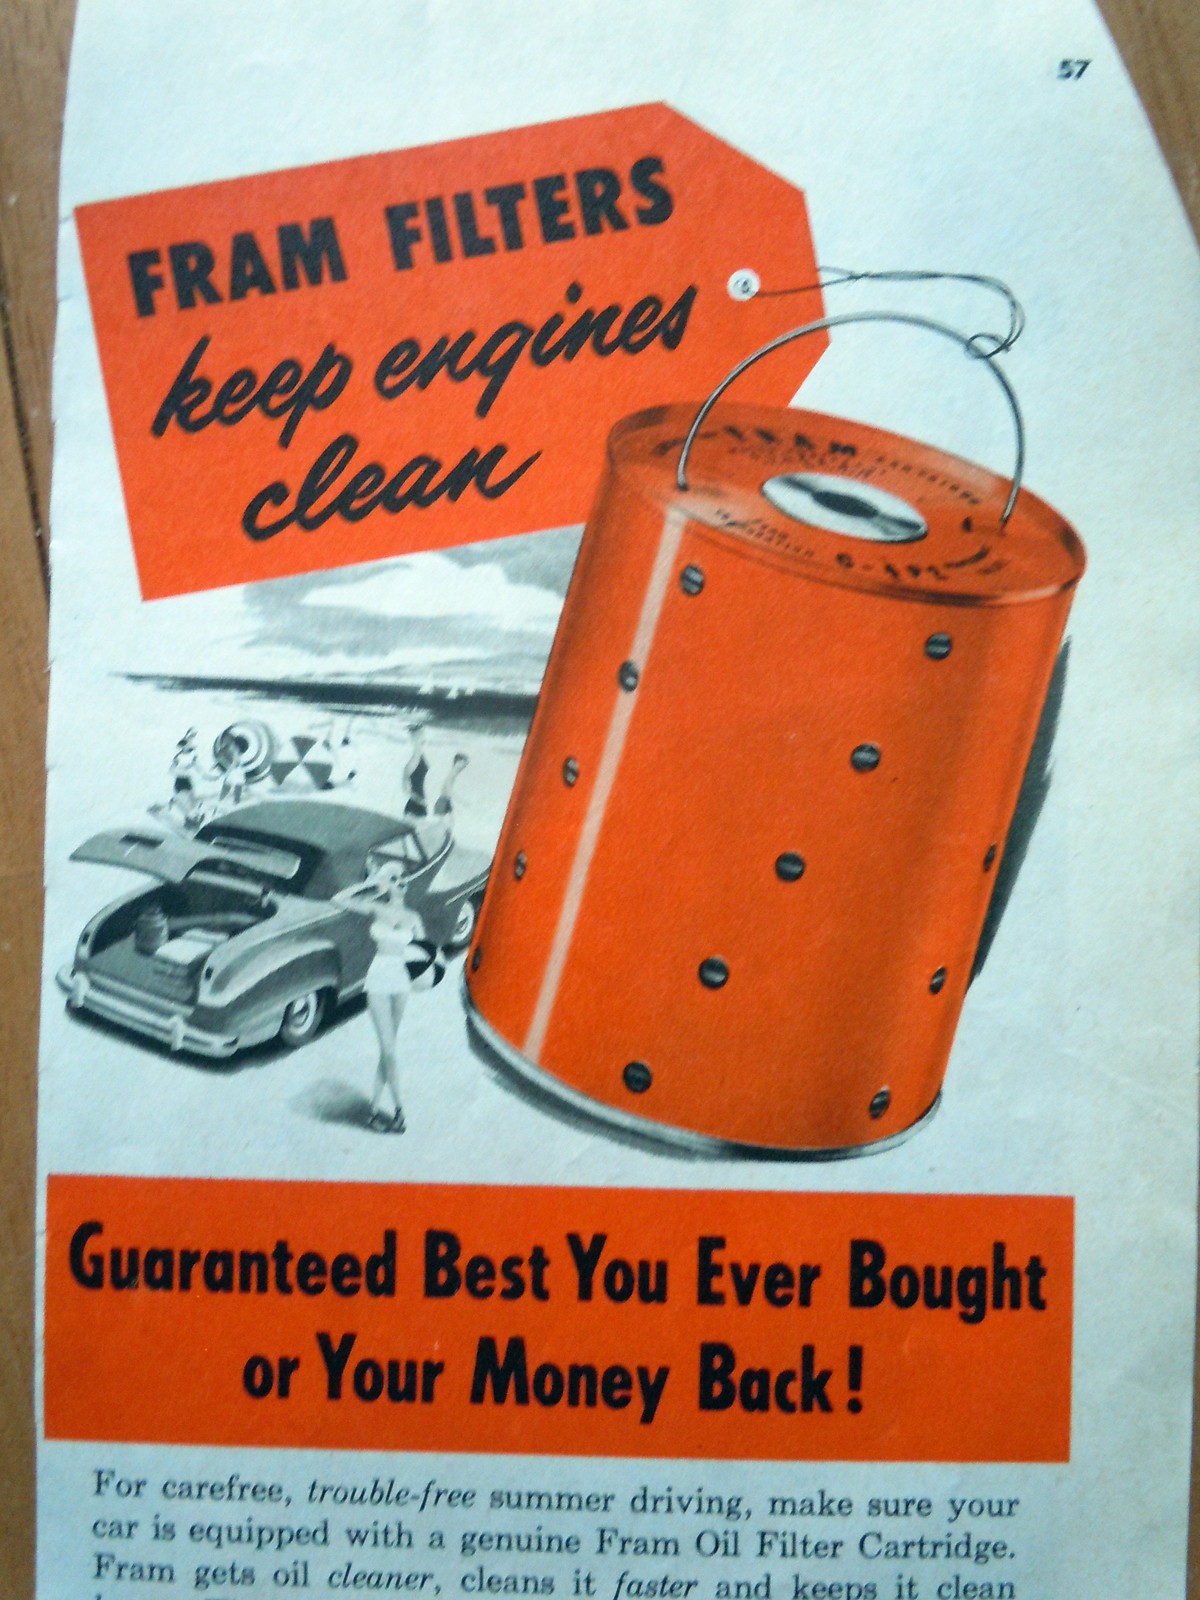 57
FRAM FILTERS
keep engines
clean
FRAM
CARTRIDGE
Guaranteed Best You Ever Bought
or Your Money Back!
For carefree, trouble-free summer driving, make sure your
car is equipped with a genuine Fram Oil Filter Cartridge.
Fram gets oil cleaner, cleans it faster and keeps it clean